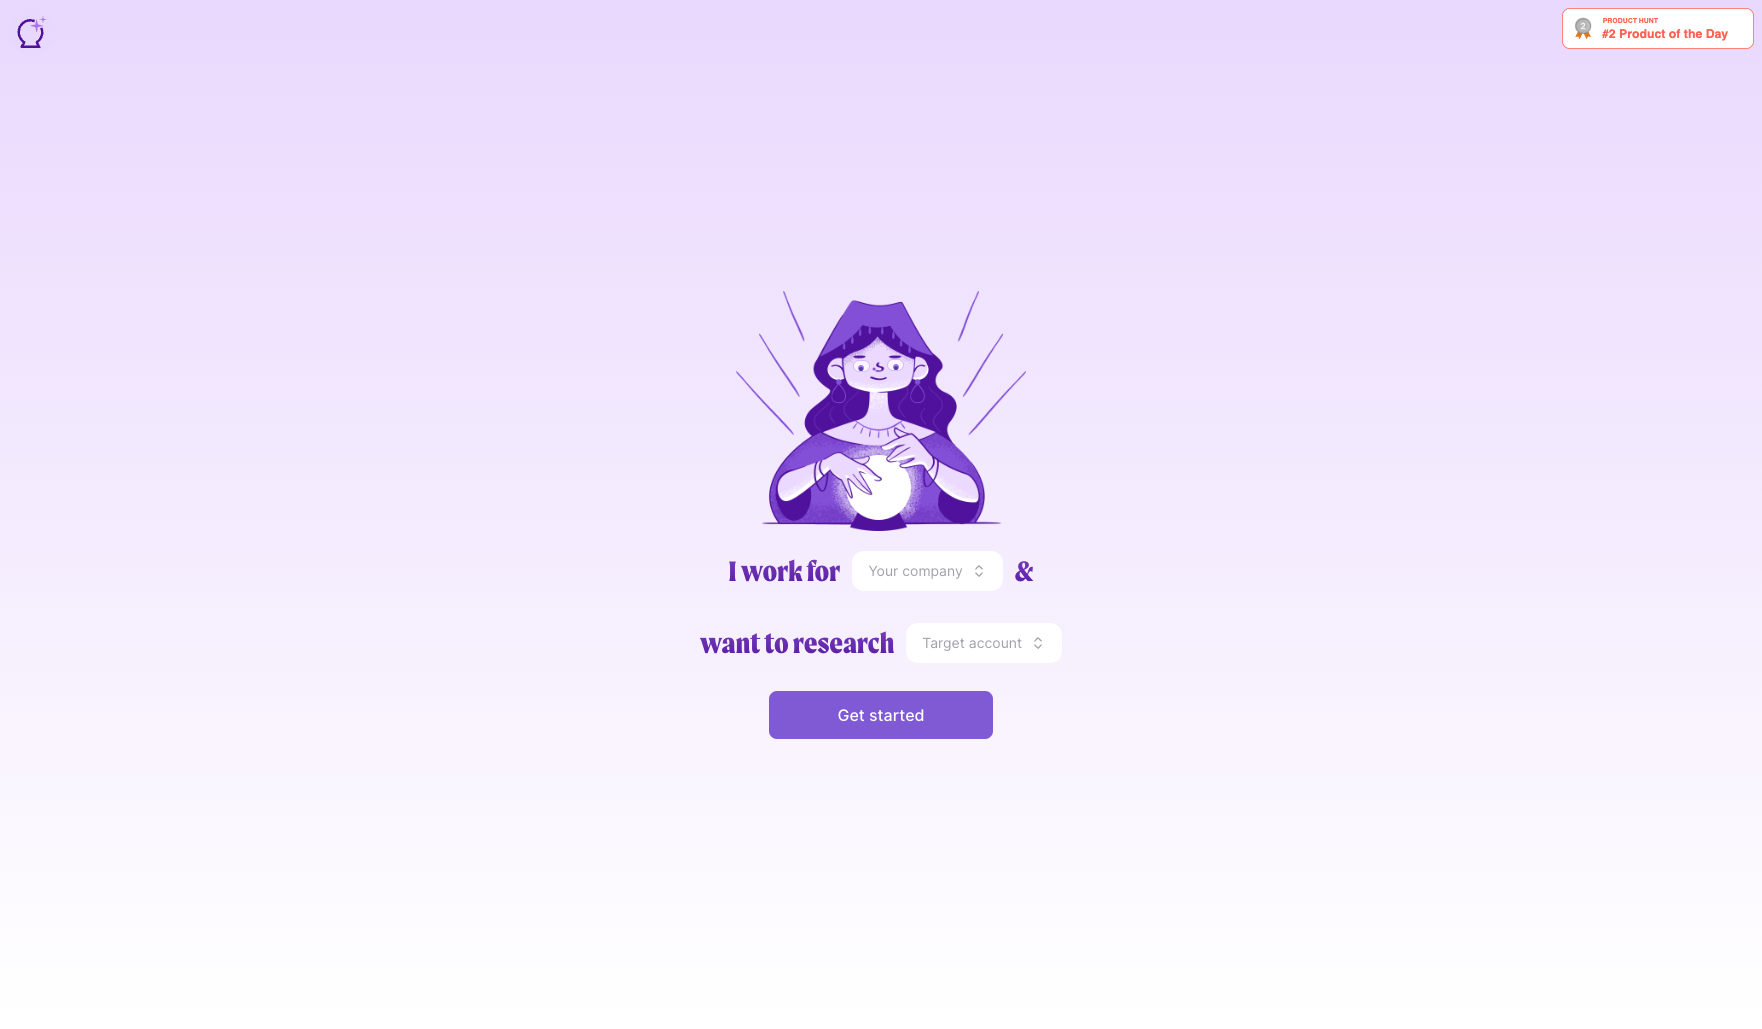 PRODUCT HUNT
2
#2 Product of the Day
I work for Your company &
want to research Target account
Get started